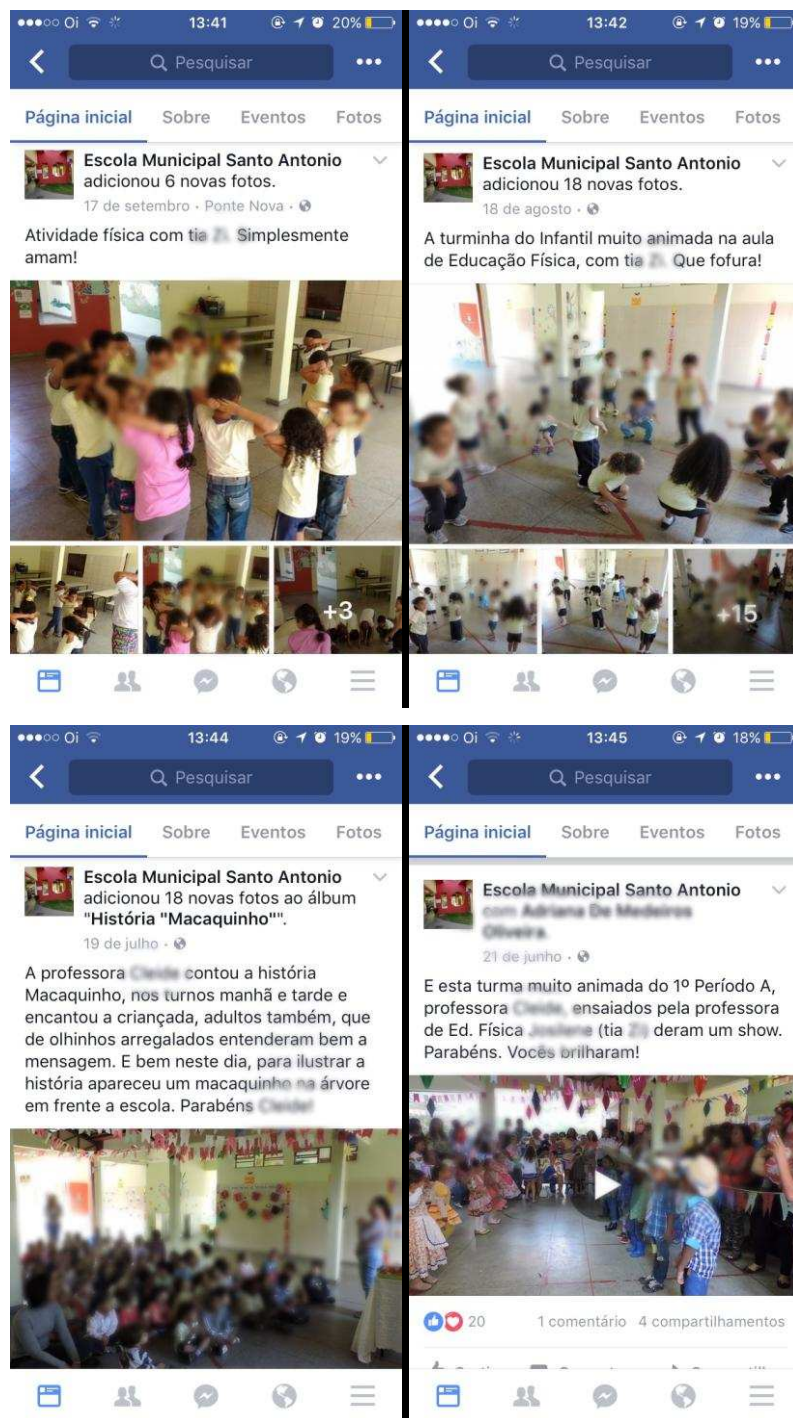 Oi 13:41 20%
Pesquisar
Página inicial Sobre Eventos Fotos
Escola Municipal Santo Antonio
adicionou 6 novas fotos.
17 de setembro · Ponte Nova ·
Atividade física com tia Simplesmente
amam!
+3
Oi 13:42 19%
Pesquisar
Página inicial Sobre Eventos Fotos
Escola Municipal Santo Antonio
adicionou 18 novas fotos.
18 de agosto ·
A turminha do Infantil muito animada na aula
de Educação Física, com tia Que fofura!
+15
Oi 13:44 19%
Pesquisar
Página inicial Sobre Eventos Fotos
Escola Municipal Santo Antonio
adicionou 18 novas fotos ao álbum
"História "Macaquinho"".
19 de julho ·
A professora contou a história
Macaquinho, nos turnos manhã e tarde e
encantou a criançada, adultos também, que
de olhinhos arregalados entenderam bem a
mensagem. E bem neste dia, para ilustrar a
história apareceu um macaquinho na árvore
em frente a escola. Parabéns
Oi 13:45 18%
Pesquisar
Página inicial Sobre Eventos Fotos
Escola Municipal Santo Antonio
21 de junho ·
E esta turma muito animada do 1º Período A,
professora ensaiados pela professora
de Ed. Física (tia deram um show.
Parabéns. Vocês brilharam!
20 1 comentário 4 compartilhamentos